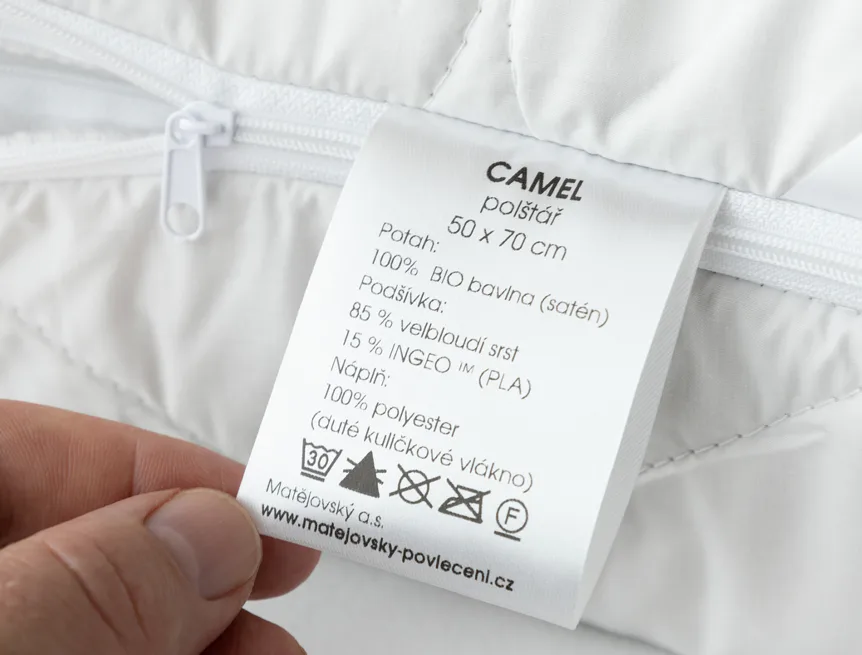 CAMEL
polštář
50 x 70 cm
Potah:
100% BIO bavlna (satén)
Podšívka:
85 % velbloudí srst
15 % INGEO ™ (PLA)
Náplň:
100% polyester
(duté kuličkové vlákno)
30 F
Matějovský a.s.
www.matejovsky-povleceni.cz